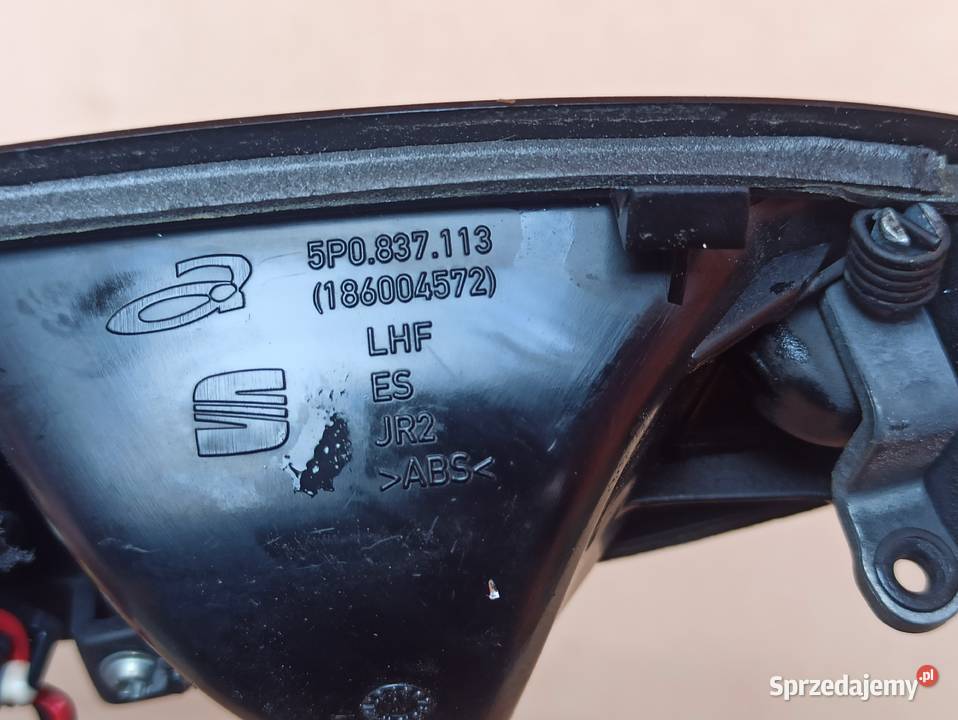 5P0.837.113
(186004572)
LHF
ES
JR2
>ABS<
Sprzedajemy.pl